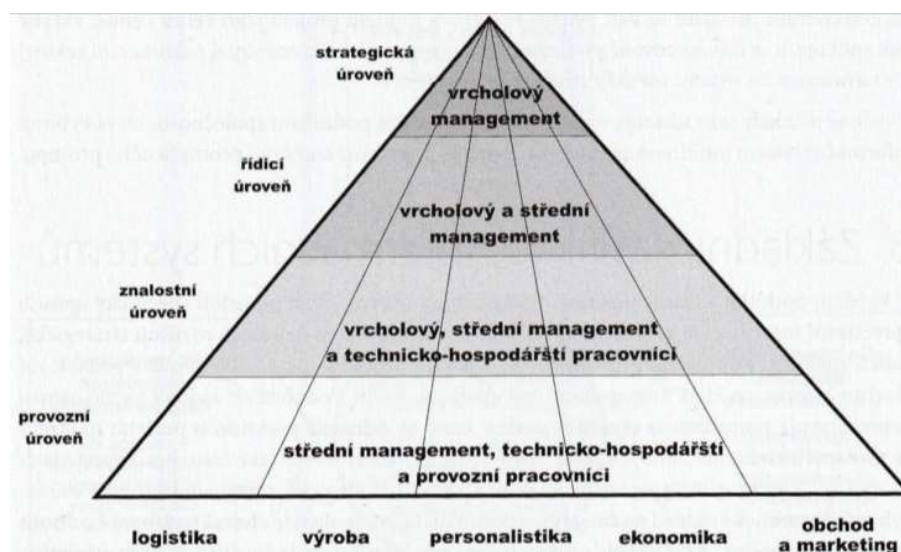 strategická
úroveň
vrcholový
management
řídicí
úroveň
vrcholový a střední
management
znalostní
úroveň
vrcholový, střední management
a technicko-hospodářští pracovníci
provozní
úroveň
střední management, technicko-hospodářští
a provozní pracovníci
logistika
výroba
personalistika
ekonomika
obchod
a marketing